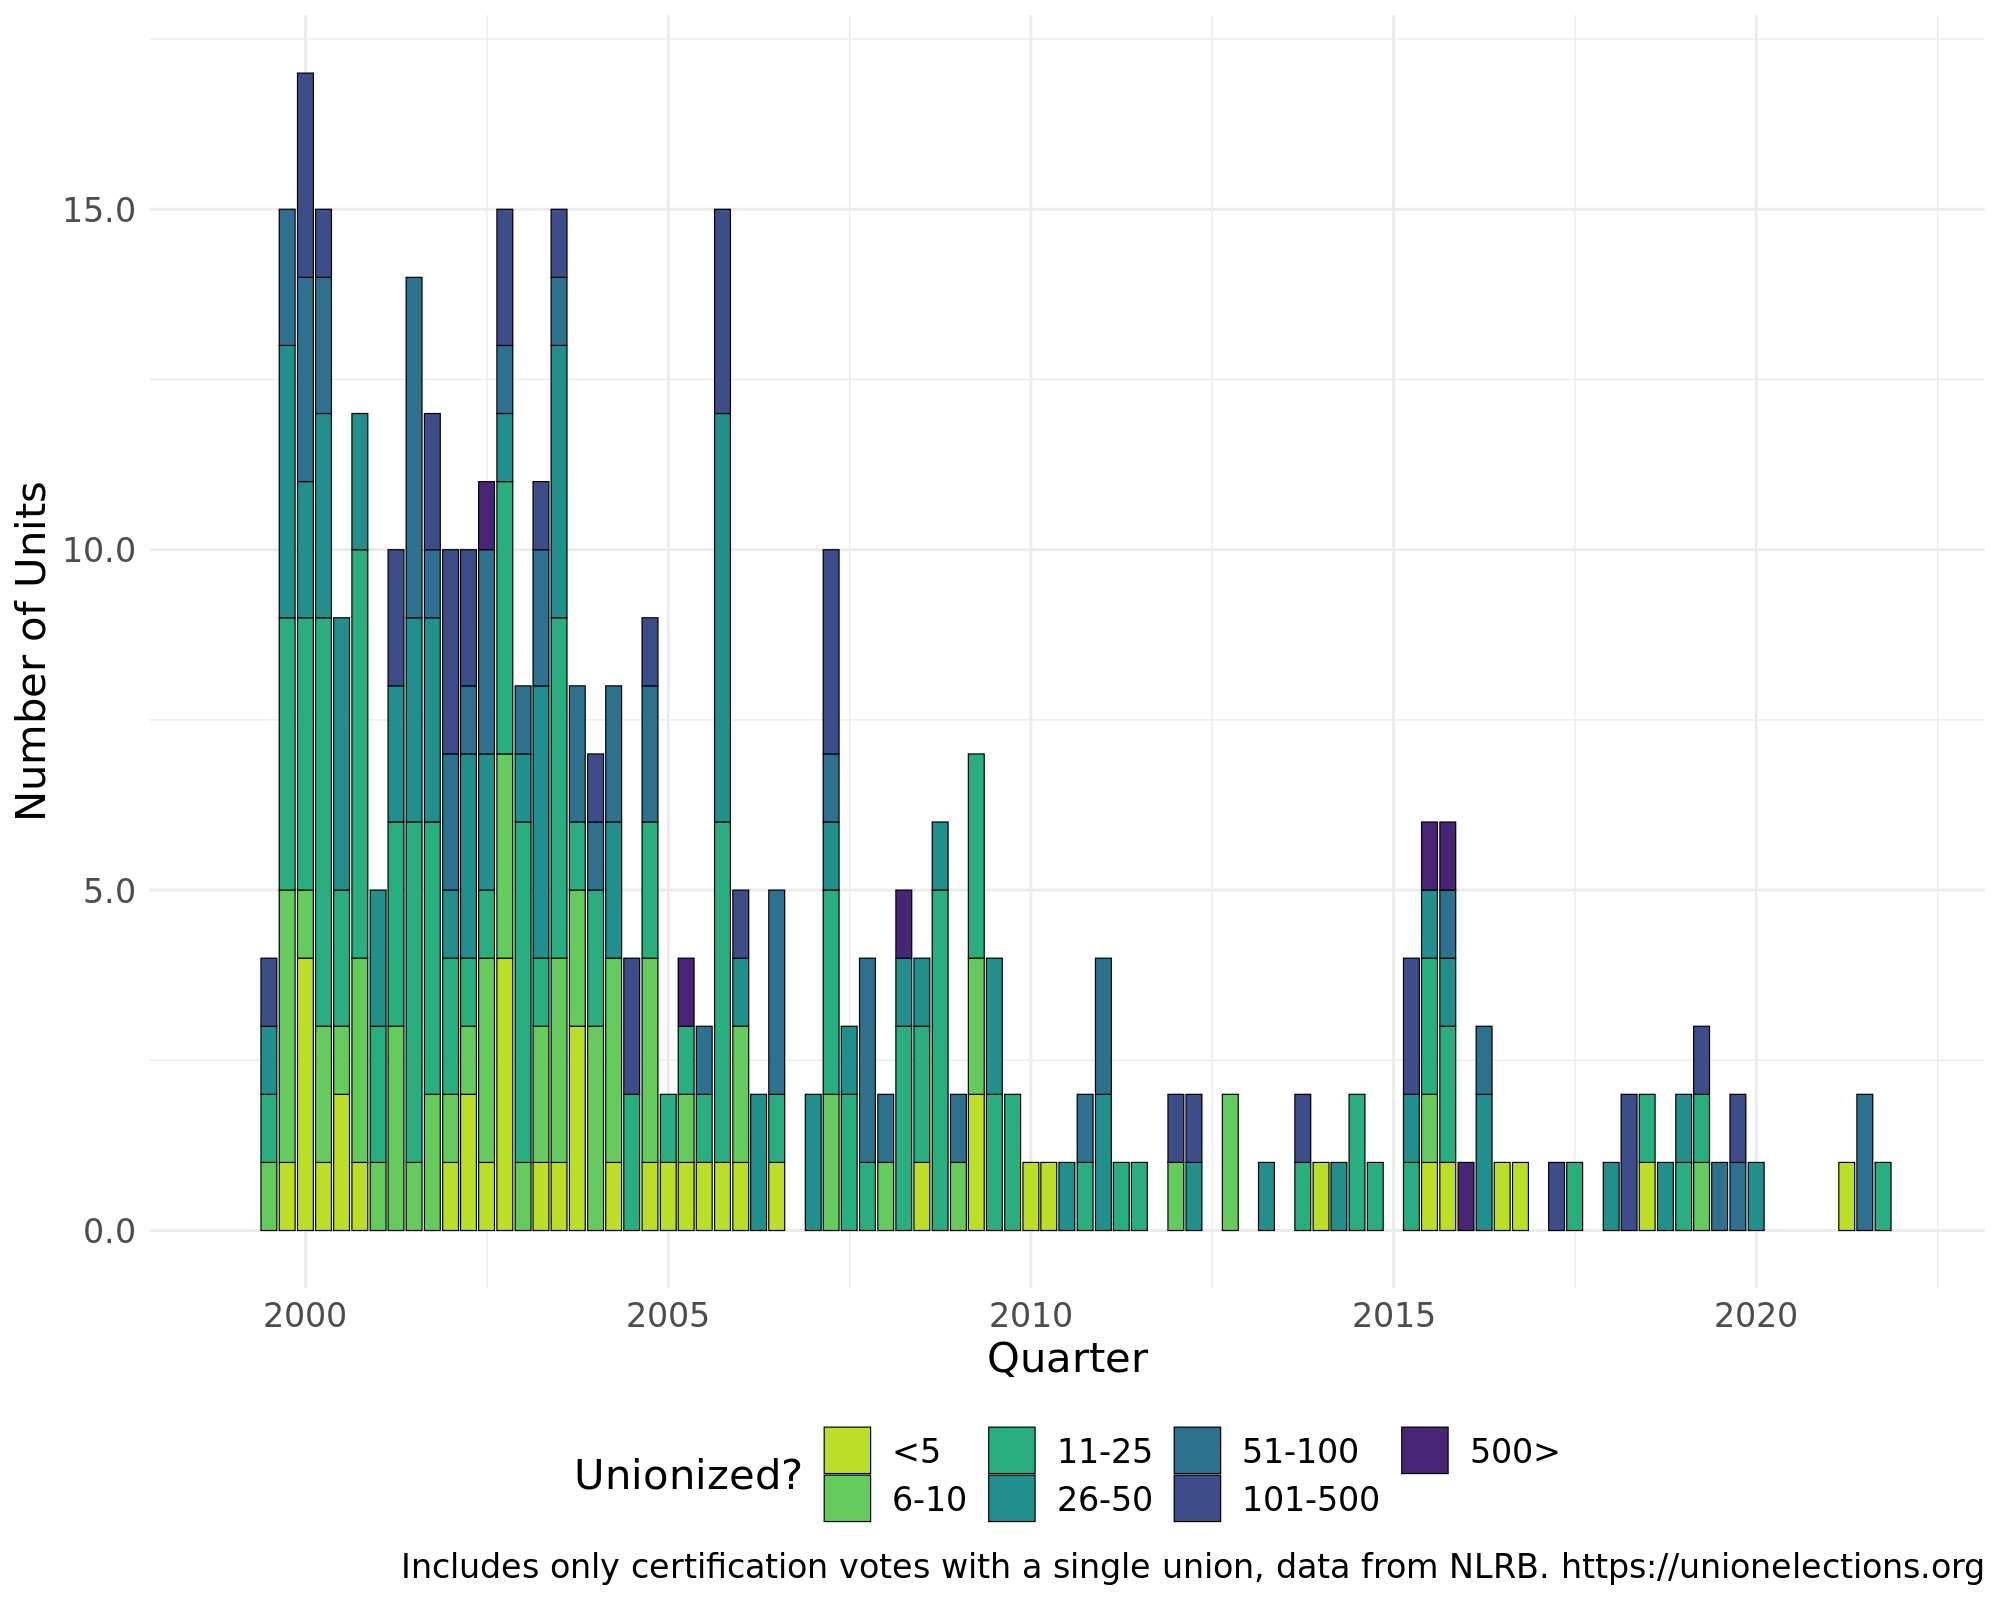 15.0
10.0
5.0
0.0
Number of Units
2000 2005 2010 2015 2020
Quarter
Unionized?
<5 11-25 51-100 500>
6-10 26-50 101-500
Includes only certification votes with a single union, data from NLRB. https://unionelections.org